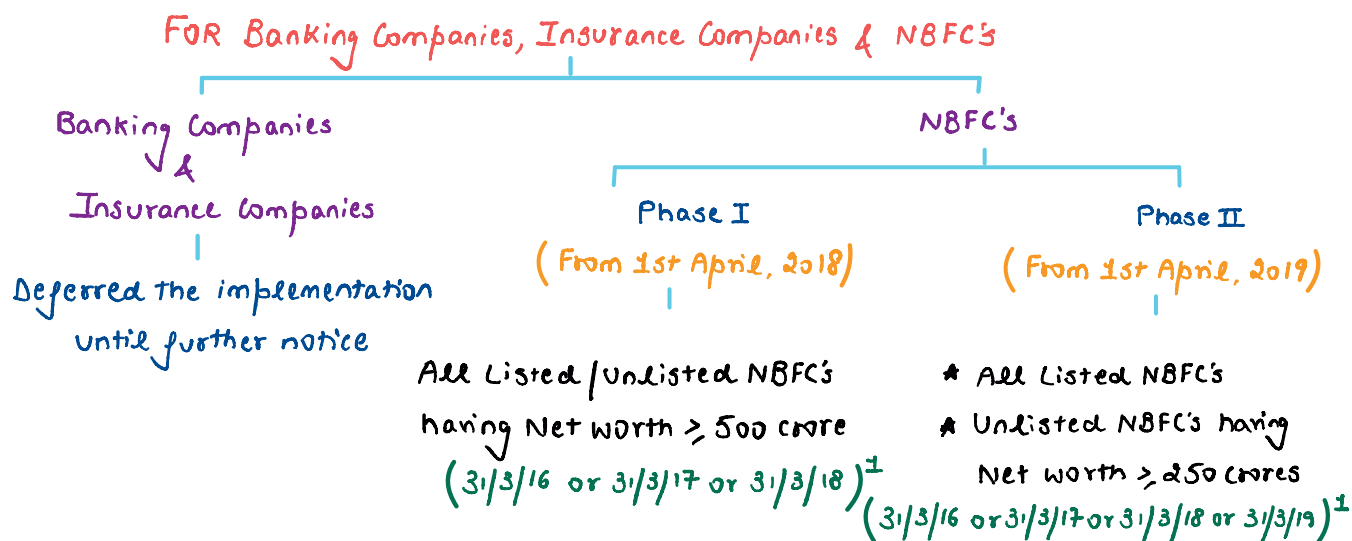 FOR Banking Companies, Insurance Companies & NBFC's
Banking Companies
&
Insurance Companies
Deferred the implementation
until further notice
NBFC's
Phase I
(From 1st April, 2018)
All Listed/Unlisted NBFC's
having Net worth ≥ 500 crore
(31/3/16 or 31/3/17 or 31/3/18)¹
Phase II
(From 1st April, 2019)
* All Listed NBFC's
* Unlisted NBFC's having
Net worth ≥ 250 crores
(31/3/16 or 31/3/17 or 31/3/18 or 31/3/19)¹